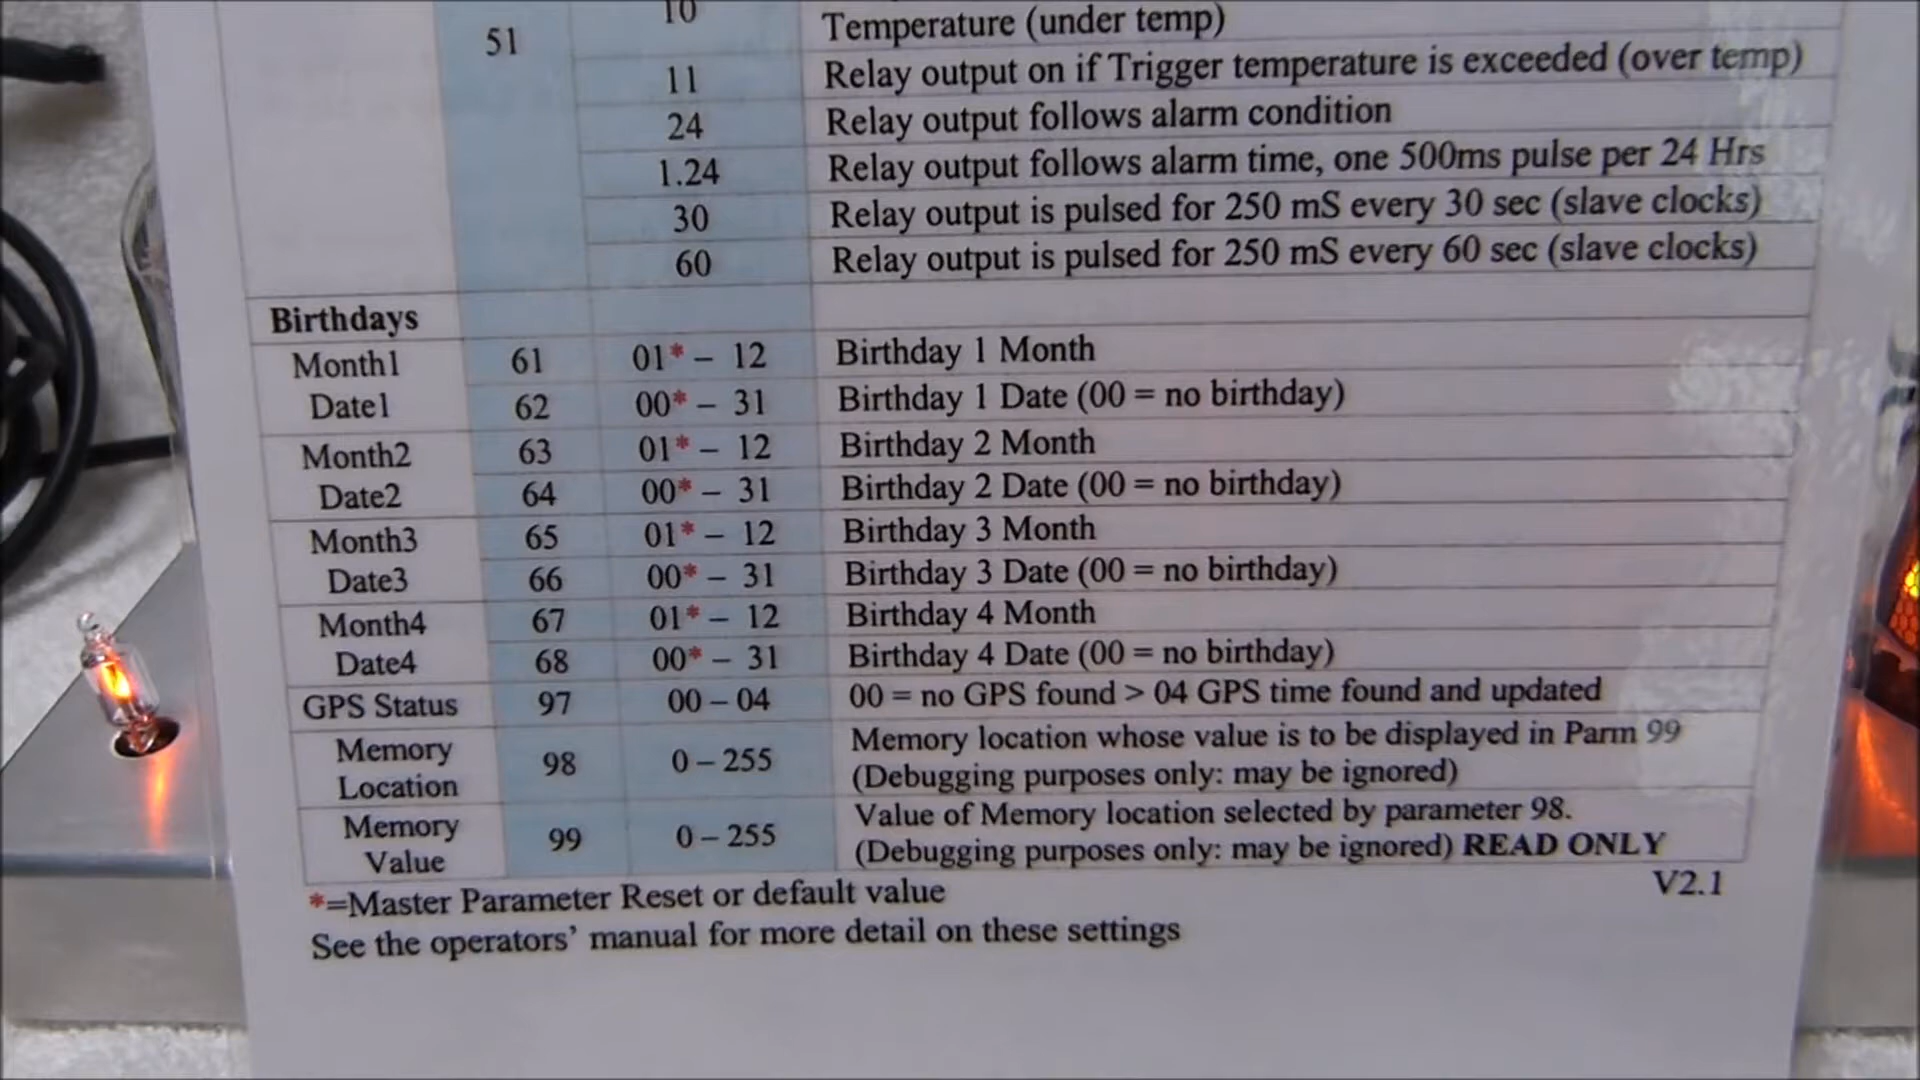 10 Temperature (under temp)
51
11 Relay output on if Trigger temperature is exceeded (over temp)
24 Relay output follows alarm condition
1.24 Relay output follows alarm time, one 500ms pulse per 24 Hrs
30 Relay output is pulsed for 250 mS every 30 sec (slave clocks)
60 Relay output is pulsed for 250 mS every 60 sec (slave clocks)
Birthdays
Month1 61 01* – 12 Birthday 1 Month
Date1 62 00* – 31 Birthday 1 Date (00 = no birthday)
Month2 63 01* – 12 Birthday 2 Month
Date2 64 00* – 31 Birthday 2 Date (00 = no birthday)
Month3 65 01* – 12 Birthday 3 Month
Date3 66 00* – 31 Birthday 3 Date (00 = no birthday)
Month4 67 01* – 12 Birthday 4 Month
Date4 68 00* – 31 Birthday 4 Date (00 = no birthday)
GPS Status 97 00 – 04 00 = no GPS found > 04 GPS time found and updated
Memory Location 98 0 – 255 Memory location whose value is to be displayed in Parm 99
(Debugging purposes only: may be ignored)
Memory Value 99 0 – 255 Value of Memory location selected by parameter 98.
(Debugging purposes only: may be ignored) READ ONLY
*=Master Parameter Reset or default value
V2.1
See the operators' manual for more detail on these settings